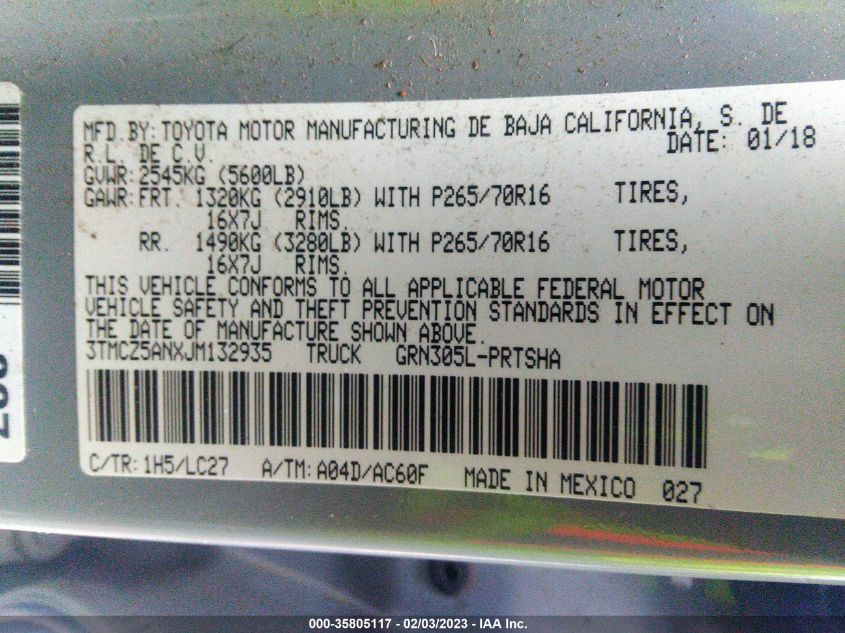 MFD.BY: TOYOTA MOTOR MANUFACTURING DE BAJA CALIFORNIA, S. DE
R.L. DE C.V. DATE: 01/18
GVWR: 2545KG (5600LB)
GAWR: FRT. 1320KG (2910LB) WITH P265/70R16 TIRES,
16X7J RIMS.
RR. 1490KG (3280LB) WITH P265/70R16 TIRES,
16X7J RIMS.
THIS VEHICLE CONFORMS TO ALL APPLICABLE FEDERAL MOTOR
VEHICLE SAFETY AND THEFT PREVENTION STANDARDS IN EFFECT ON
THE DATE OF MANUFACTURE SHOWN ABOVE.
3TMCZ5ANXJM132935 TRUCK GRN305L-PRTSHA
C/TR: 1H5/LC27 A/TM: A04D/AC60F MADE IN MEXICO 027
000-35805117 - 02/03/2023 - IAA Inc.